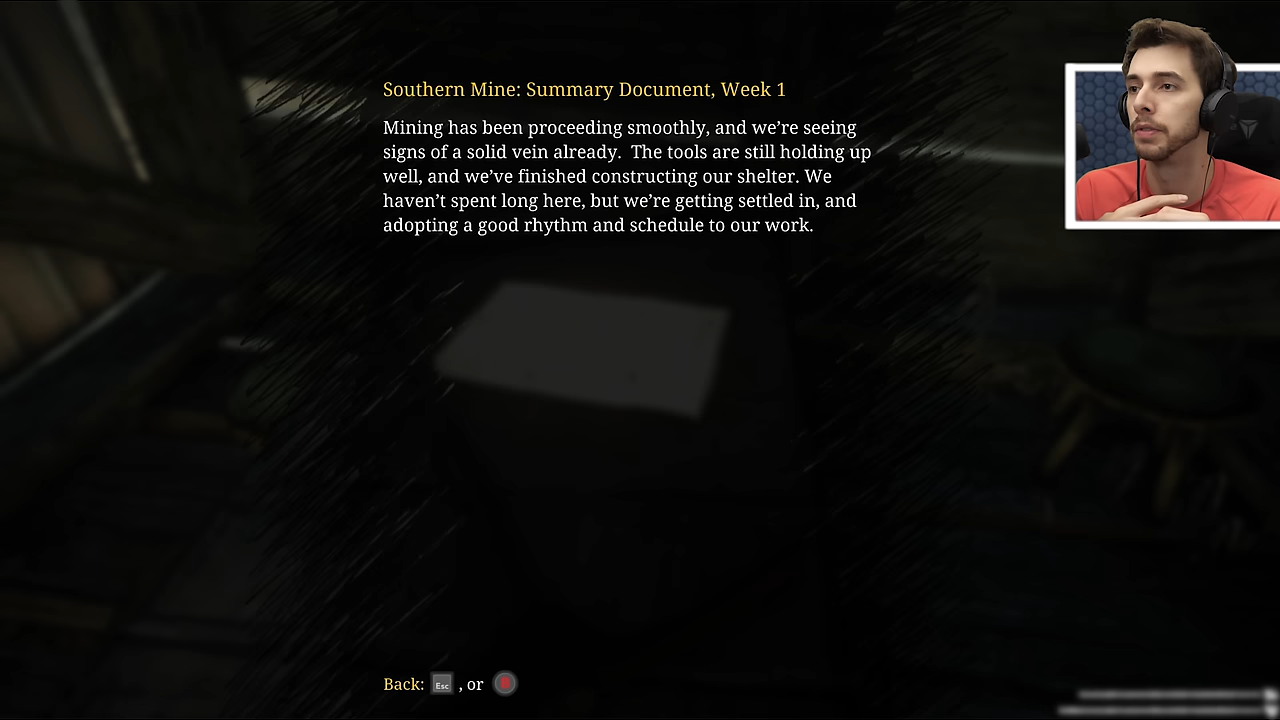 Southern Mine: Summary Document, Week 1
Mining has been proceeding smoothly, and we’re seeing
signs of a solid vein already.  The tools are still holding up
well, and we’ve finished constructing our shelter. We
haven’t spent long here, but we’re getting settled in, and
adopting a good rhythm and schedule to our work.
Back: Esc , or